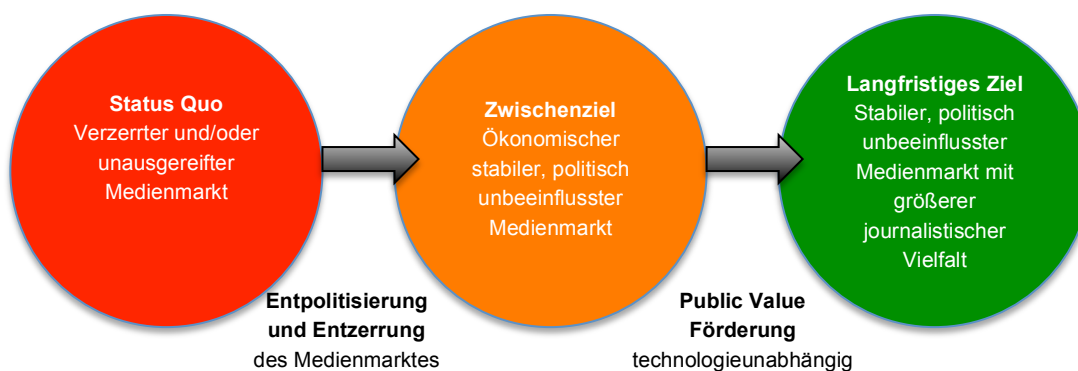 Status Quo
Verzerrter und/oder
unausgereifter
Medienmarkt
Entpolitisierung
und Entzerrung
des Medienmarktes
Zwischenziel
Ökonomischer
stabiler, politisch
unbeeinflusster
Medienmarkt
Public Value
Förderung
technologieunabhängig
Langfristiges Ziel
Stabiler, politisch
unbeeinflusster
Medienmarkt mit
größerer
journalistischer
Vielfalt